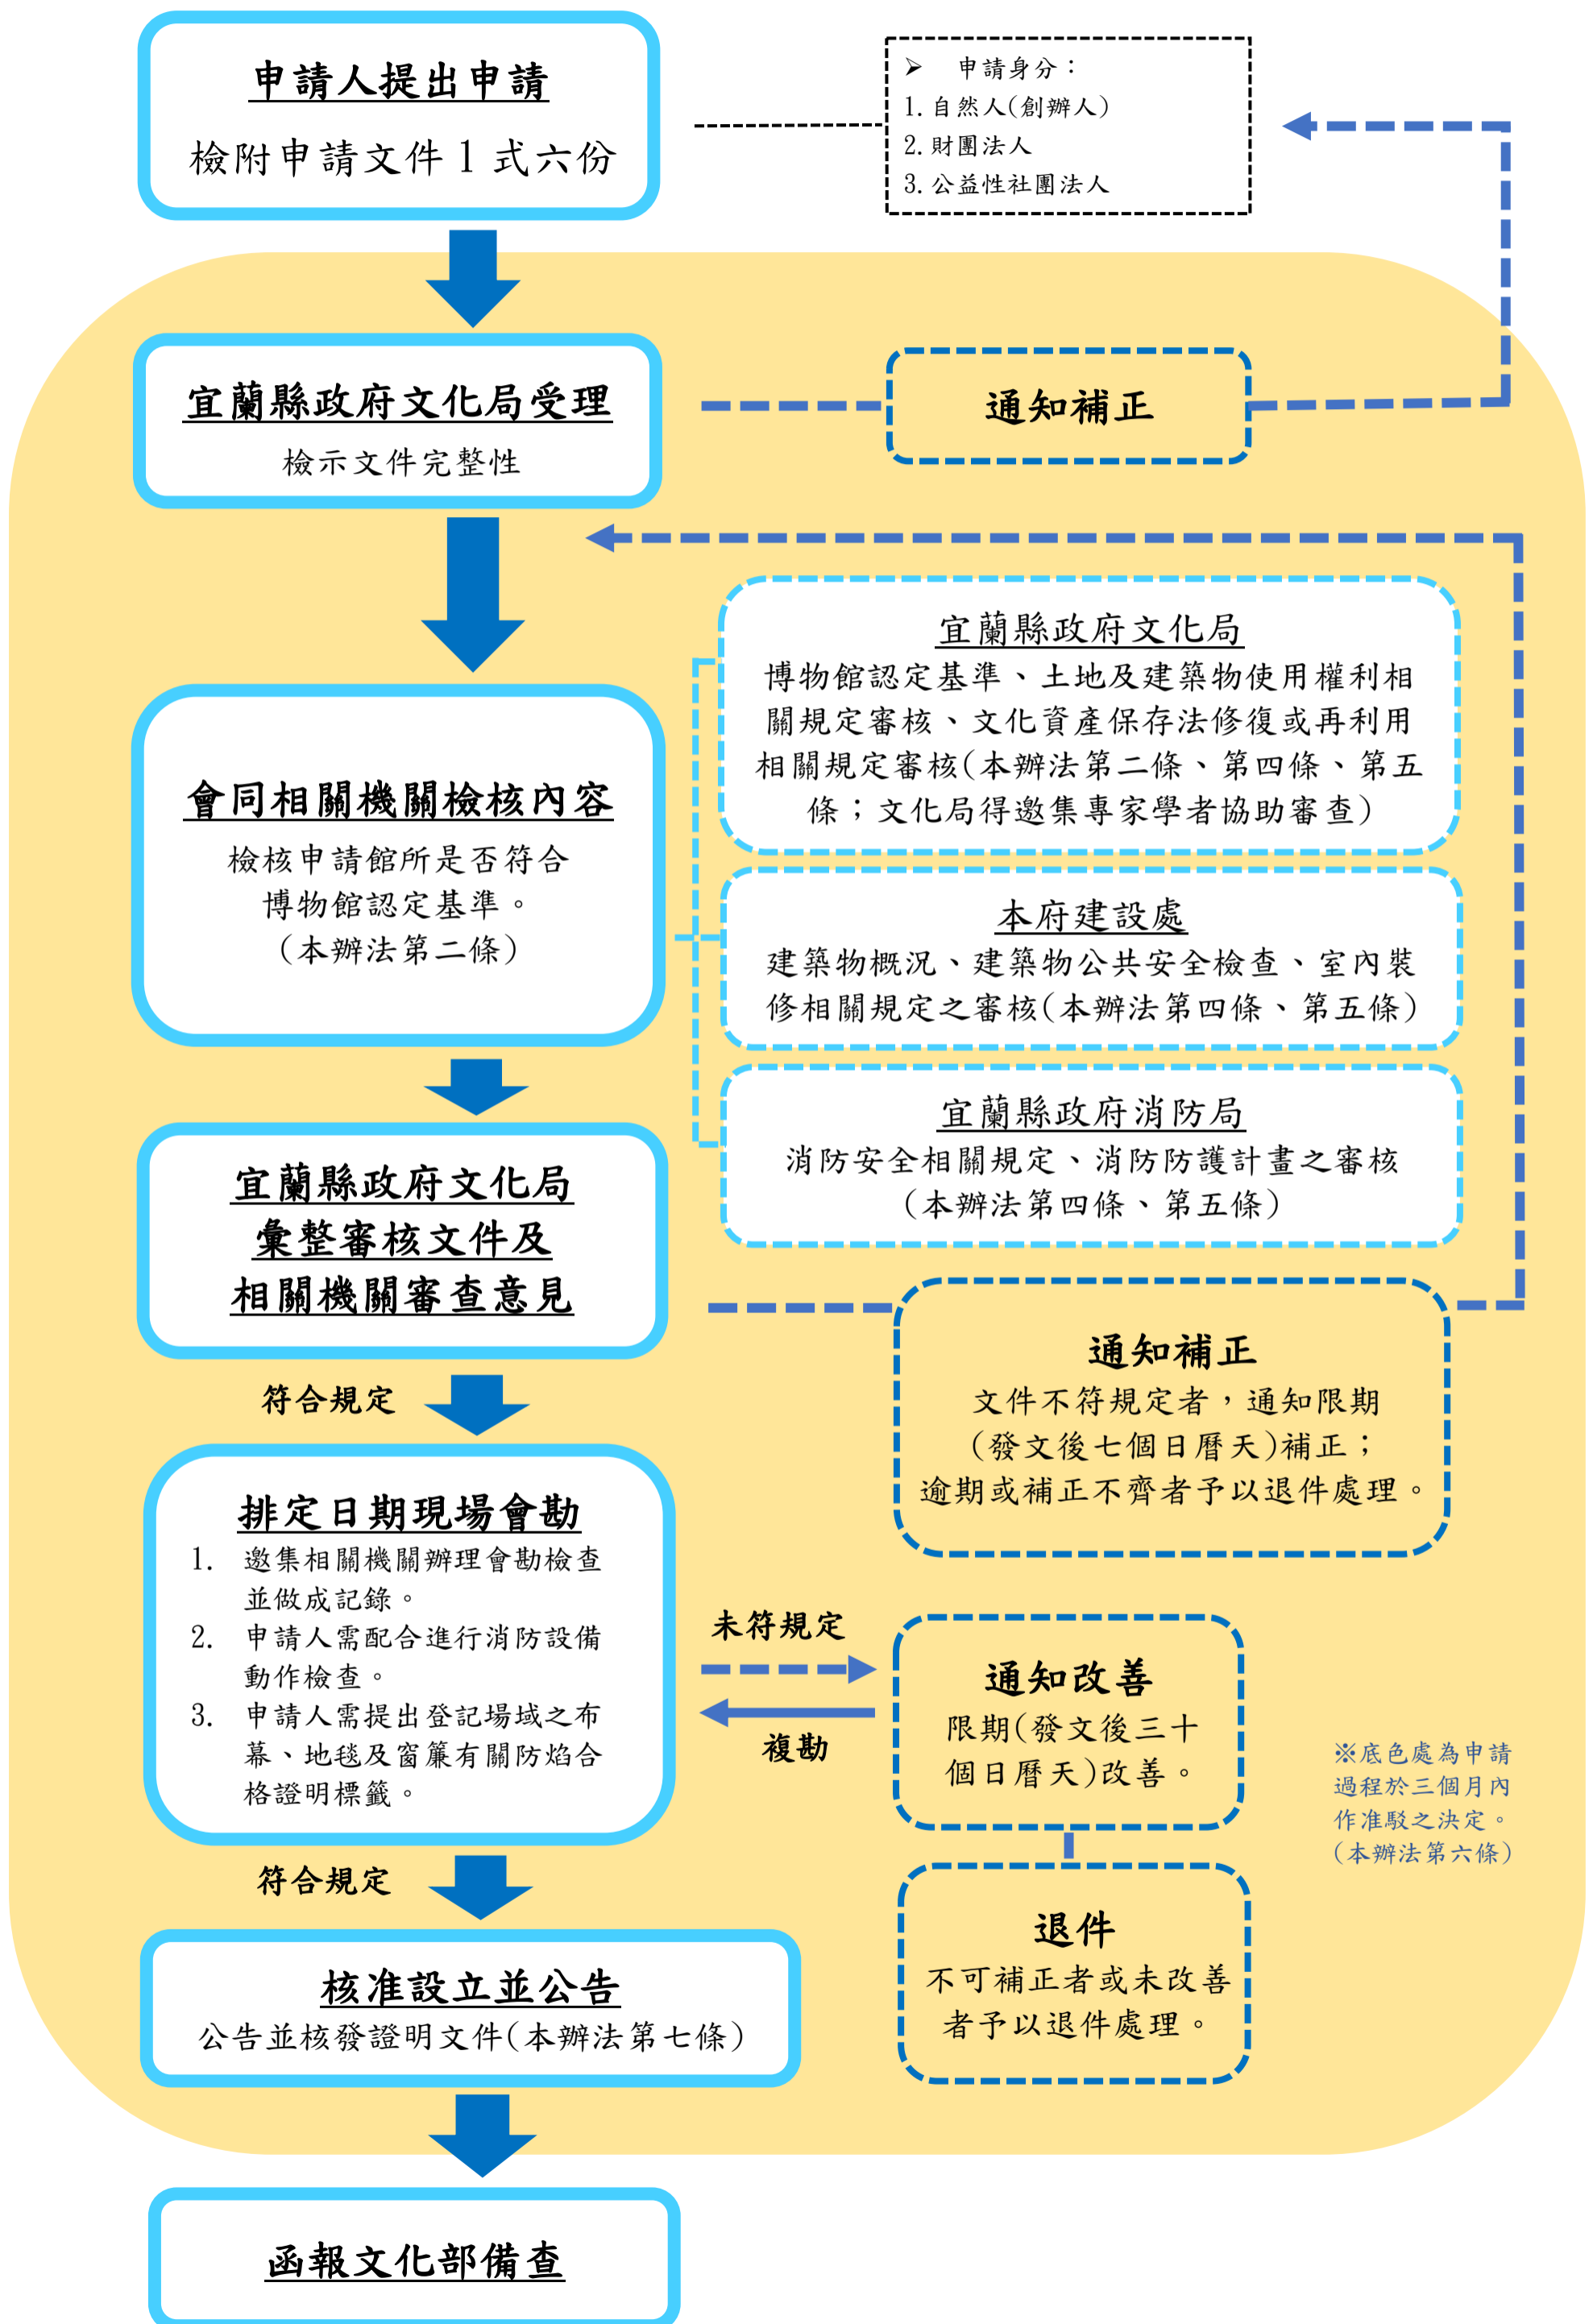 申請人提出申請
檢附申請文件 1 式六份
➢ 申請身分：
1.自然人(創辦人)
2.財團法人
3.公益性社團法人
宜蘭縣政府文化局受理
檢示文件完整性
通知補正
會同相關機關檢核內容
檢核申請館所是否符合
博物館認定基準。
(本辦法第二條)
宜蘭縣政府文化局
博物館認定基準、土地及建築物使用權利相
關規定審核、文化資產保存法修復或再利用
相關規定審核(本辦法第二條、第四條、第五
條；文化局得邀集專家學者協助審查)
本府建設處
建築物概況、建築物公共安全檢查、室內裝
修相關規定之審核(本辦法第四條、第五條)
宜蘭縣政府消防局
消防安全相關規定、消防防護計畫之審核
(本辦法第四條、第五條)
宜蘭縣政府文化局
彙整審核文件及
相關機關審查意見
通知補正
文件不符規定者，通知限期
(發文後七個日曆天)補正；
逾期或補正不齊者予以退件處理。
符合規定
排定日期現場會勘
1. 邀集相關機關辦理會勘檢查
並做成記錄。
2. 申請人需配合進行消防設備
動作檢查。
3. 申請人需提出登記場域之布
幕、地毯及窗簾有關防焰合
格證明標籤。
未符規定
複勘
通知改善
限期(發文後三十
個日曆天)改善。
※底色處為申請
過程於三個月內
作准駁之決定。
(本辦法第六條)
退件
不可補正者或未改善
者予以退件處理。
符合規定
核准設立並公告
公告並核發證明文件(本辦法第七條)
函報文化部備查